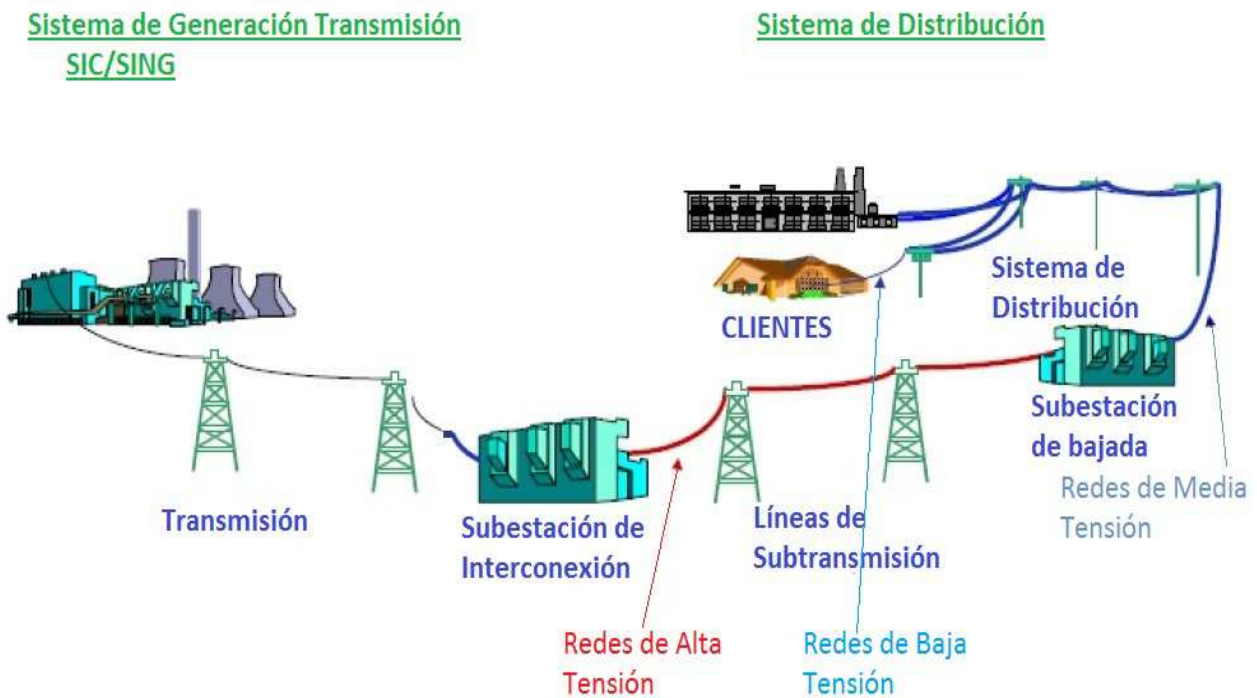 Sistema de Generación Transmisión
SIC/SING
Sistema de Distribución
Sistema de
Distribución
CLIENTES
Subestación
de bajada
Redes de Media
Tensión
Transmisión
Subestación de
Interconexión
Líneas de
Subtransmisión
Redes de Alta
Tensión
Redes de Baja
Tensión